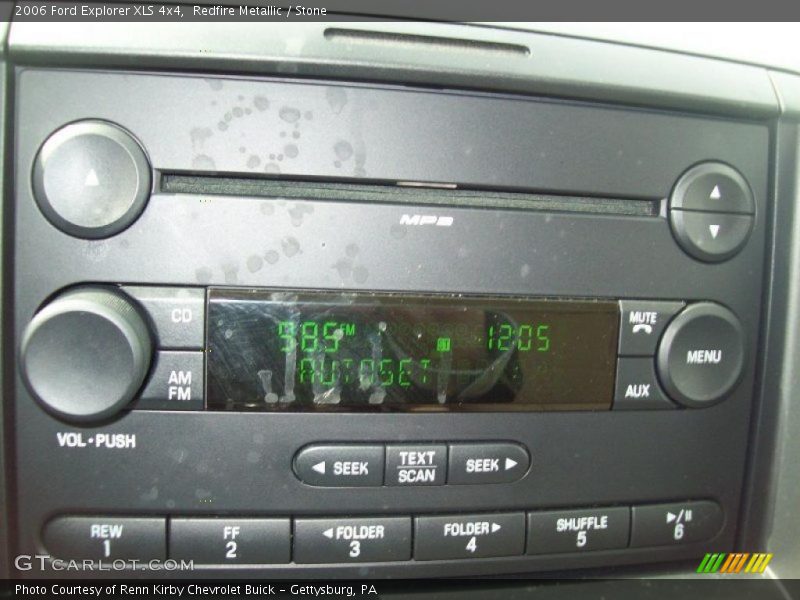 2006 Ford Explorer XLS 4x4, Redfire Metallic / Stone
MP3
CD
585 FM
12:05
MUTE
MENU
AM
FM
AUTOSET
AUX
VOL • PUSH
◄ SEEK
TEXT
SCAN
SEEK ►
REW
1
FF
2
◄ FOLDER
3
FOLDER ►
4
SHUFFLE
5
►/II
6
GTCARLOT.COM
Photo Courtesy of Renn Kirby Chevrolet Buick – Gettysburg, PA